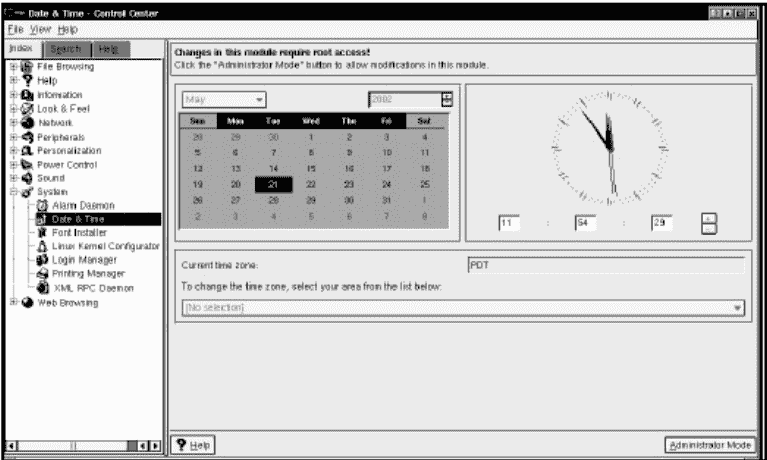 Date & Time - Control Center
File View Help
Index Search Help
File Browsing
Help
Information
Look & Feel
Network
Peripherals
Personalization
Power Control
Sound
System
Alarm Daemon
Date & Time
Font Installer
Linux Kernel Configurator
Login Manager
Printing Manager
XML RPC Daemon
Web Browsing
Changes in this module require root access!
Click the "Administrator Mode" button to allow modifications in this module.
May 2002
Sun Mon Tue Wed Thu Fri Sat
28 29 30 1 2 3 4
5 6 7 8 9 10 11
12 13 14 15 16 17 18
19 20 21 22 23 24 25
26 27 28 29 30 31 1
2 3 4 5 6 7 8
11 : 54 : 29
Current time zone: PDT
To change the time zone, select your area from the list below:
[No selection]
? Help
Administrator Mode